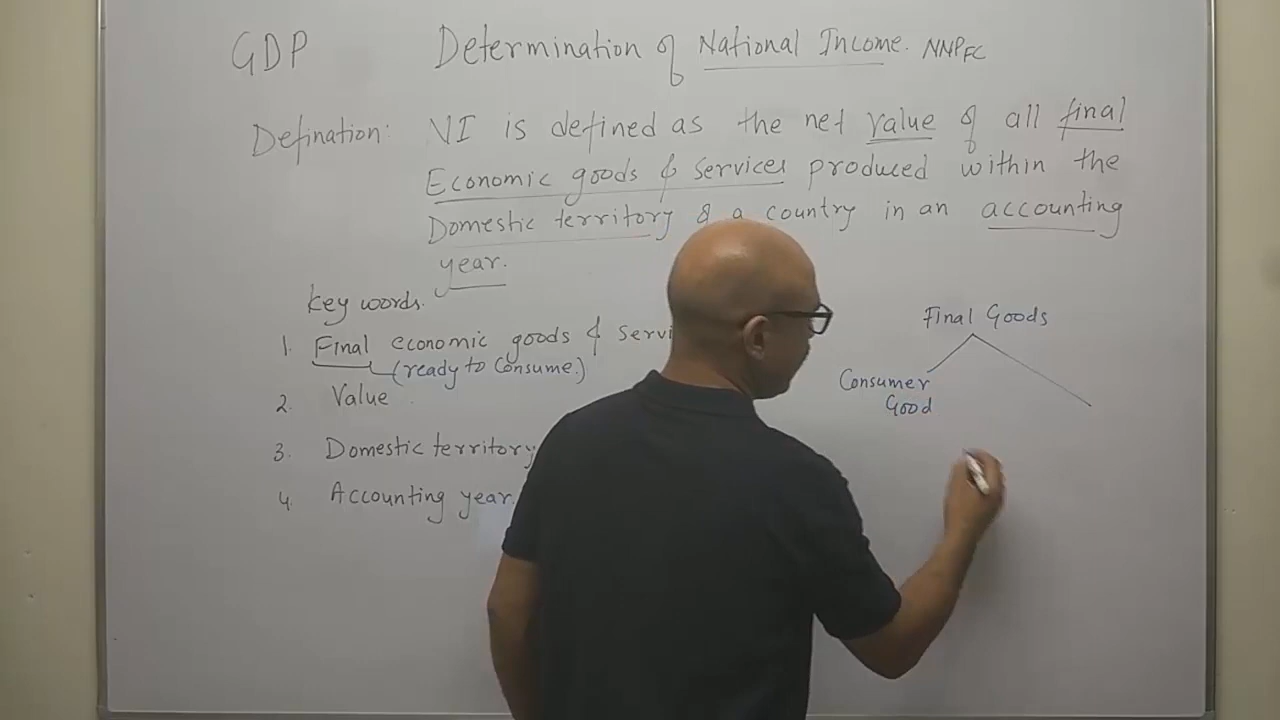 GDP Determination of National Income. NNPFC
Defination: NI is defined as the net value of all final
Economic goods & services produced within the
Domestic territory & a country in an accounting
year.
Key words.
1. Final economic goods & servi
(ready to Consume.)
2. Value
3. Domestic territory
4. Accounting year.
Final Goods
Consumer
Good